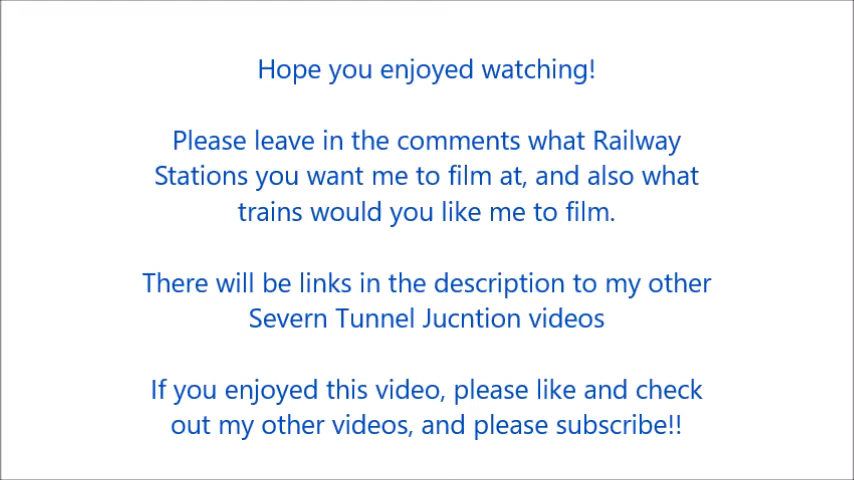 Hope you enjoyed watching!
Please leave in the comments what Railway
Stations you want me to film at, and also what
trains would you like me to film.
There will be links in the description to my other
Severn Tunnel Jucntion videos
If you enjoyed this video, please like and check
out my other videos, and please subscribe!!